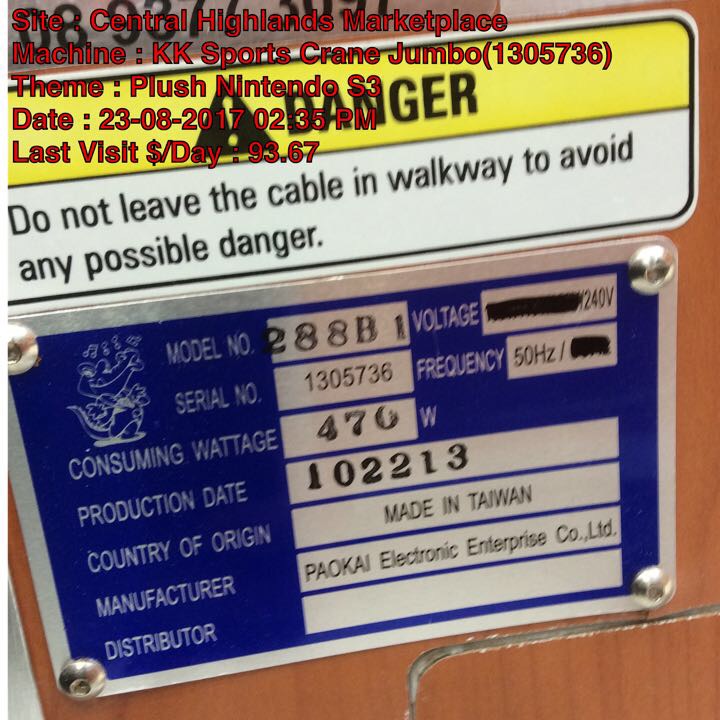 Site : Central Highlands Marketplace
Machine : KK Sports Crane Jumbo(1305736)
Theme : Plush Nintendo S3
Date : 23-08-2017 02:35 PM
Last Visit $/Day : 93.67
DANGER
Do not leave the cable in walkway to avoid
any possible danger.
MODEL NO. 288B1 VOLTAGE /240V
SERIAL NO. 1305736 FREQUENCY 50Hz /
CONSUMING WATTAGE 470 W
PRODUCTION DATE 102213
COUNTRY OF ORIGIN MADE IN TAIWAN
MANUFACTURER PAOKAI Electronic Enterprise Co.,Ltd.
DISTRIBUTOR